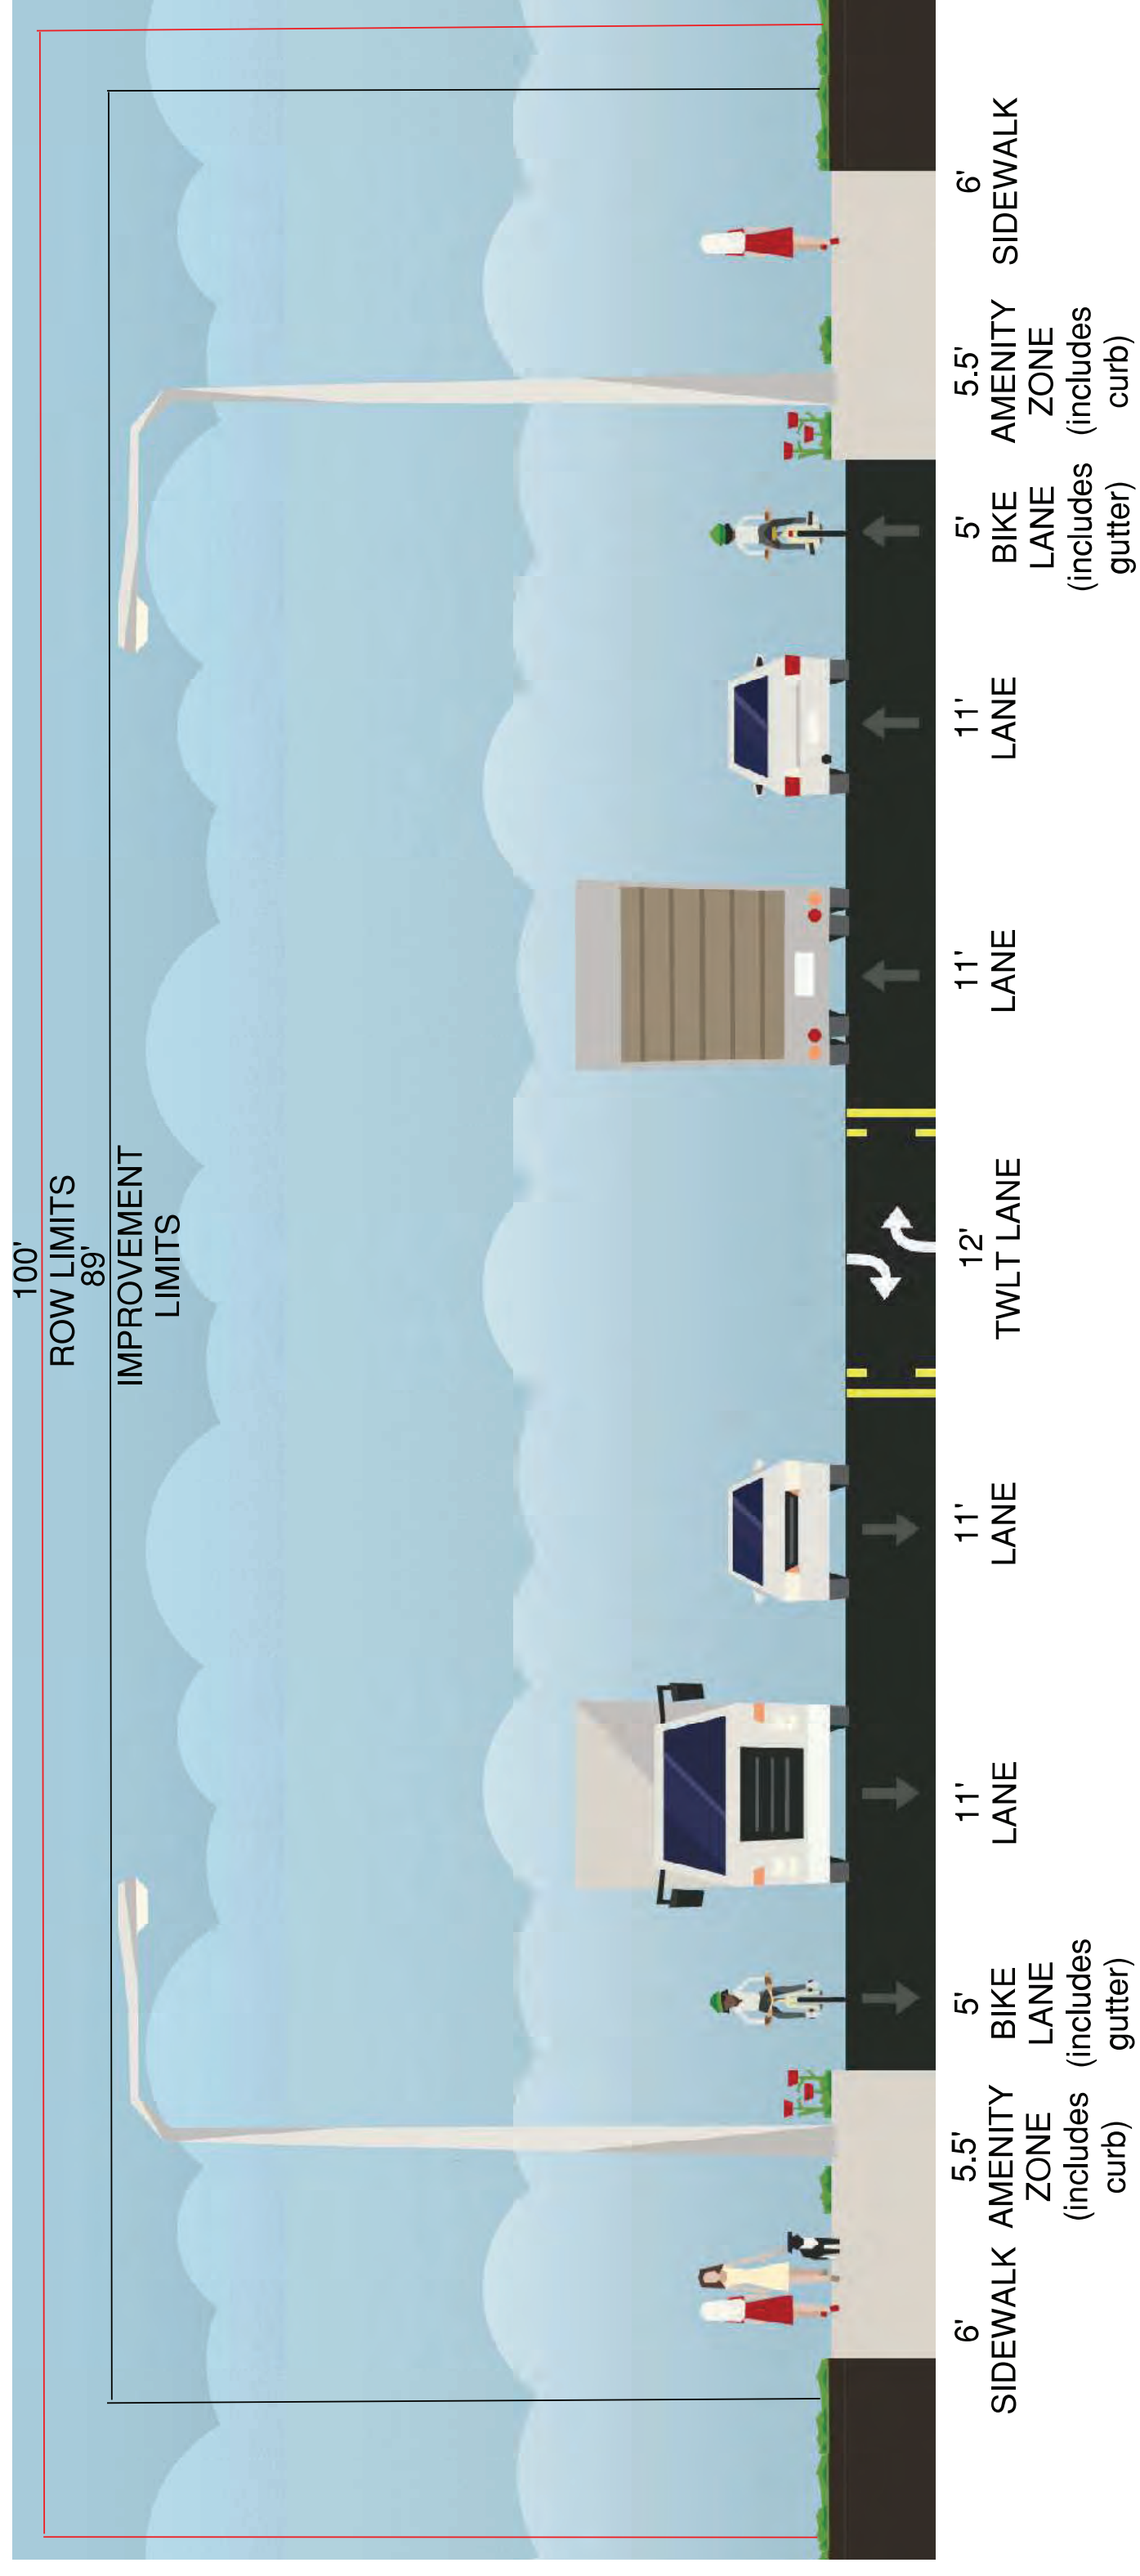 100'
ROW LIMITS
89'
IMPROVEMENT
LIMITS
6'
SIDEWALK
5.5'
AMENITY
ZONE
(includes
curb)
5'
BIKE
LANE
(includes
gutter)
11'
LANE
11'
LANE
12'
TWLT LANE
11'
LANE
11'
LANE
5'
BIKE
LANE
(includes
gutter)
5.5'
AMENITY
ZONE
(includes
curb)
6'
SIDEWALK